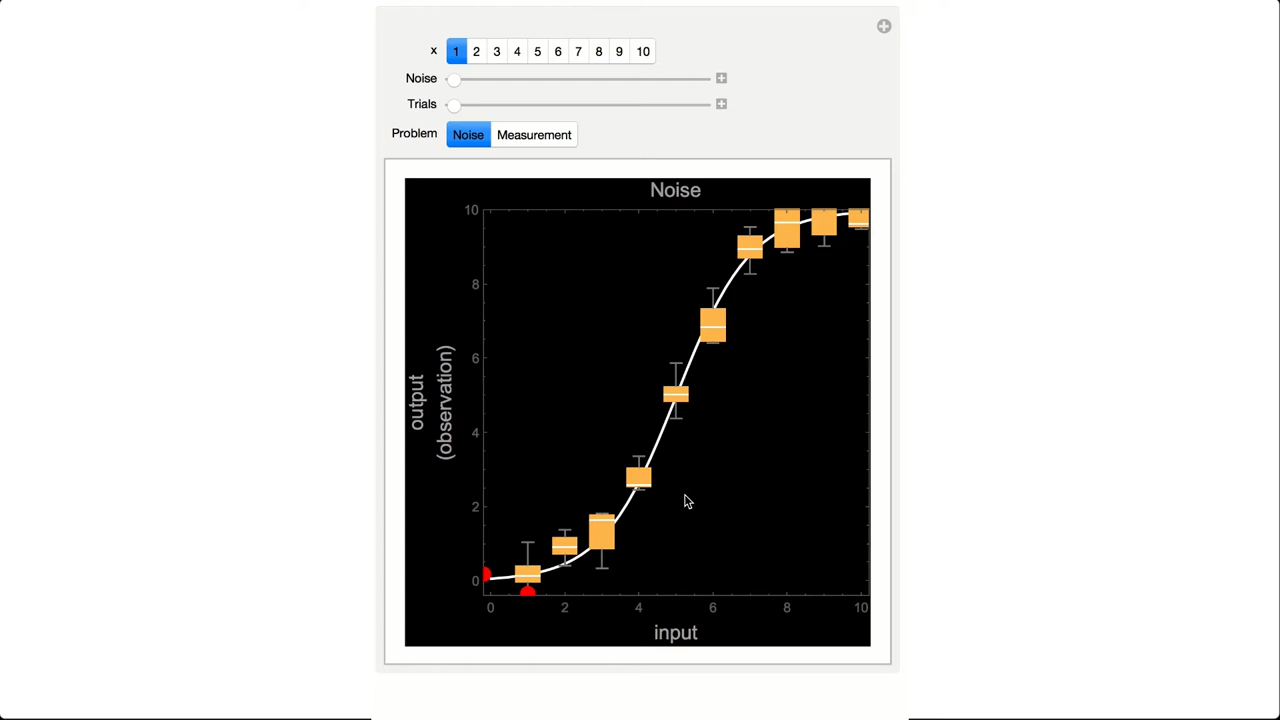 x 1 2 3 4 5 6 7 8 9 10
Noise
Trials
Problem Noise Measurement
Noise
output
(observation)
10
8
6
4
2
0
0 2 4 6 8 10
input